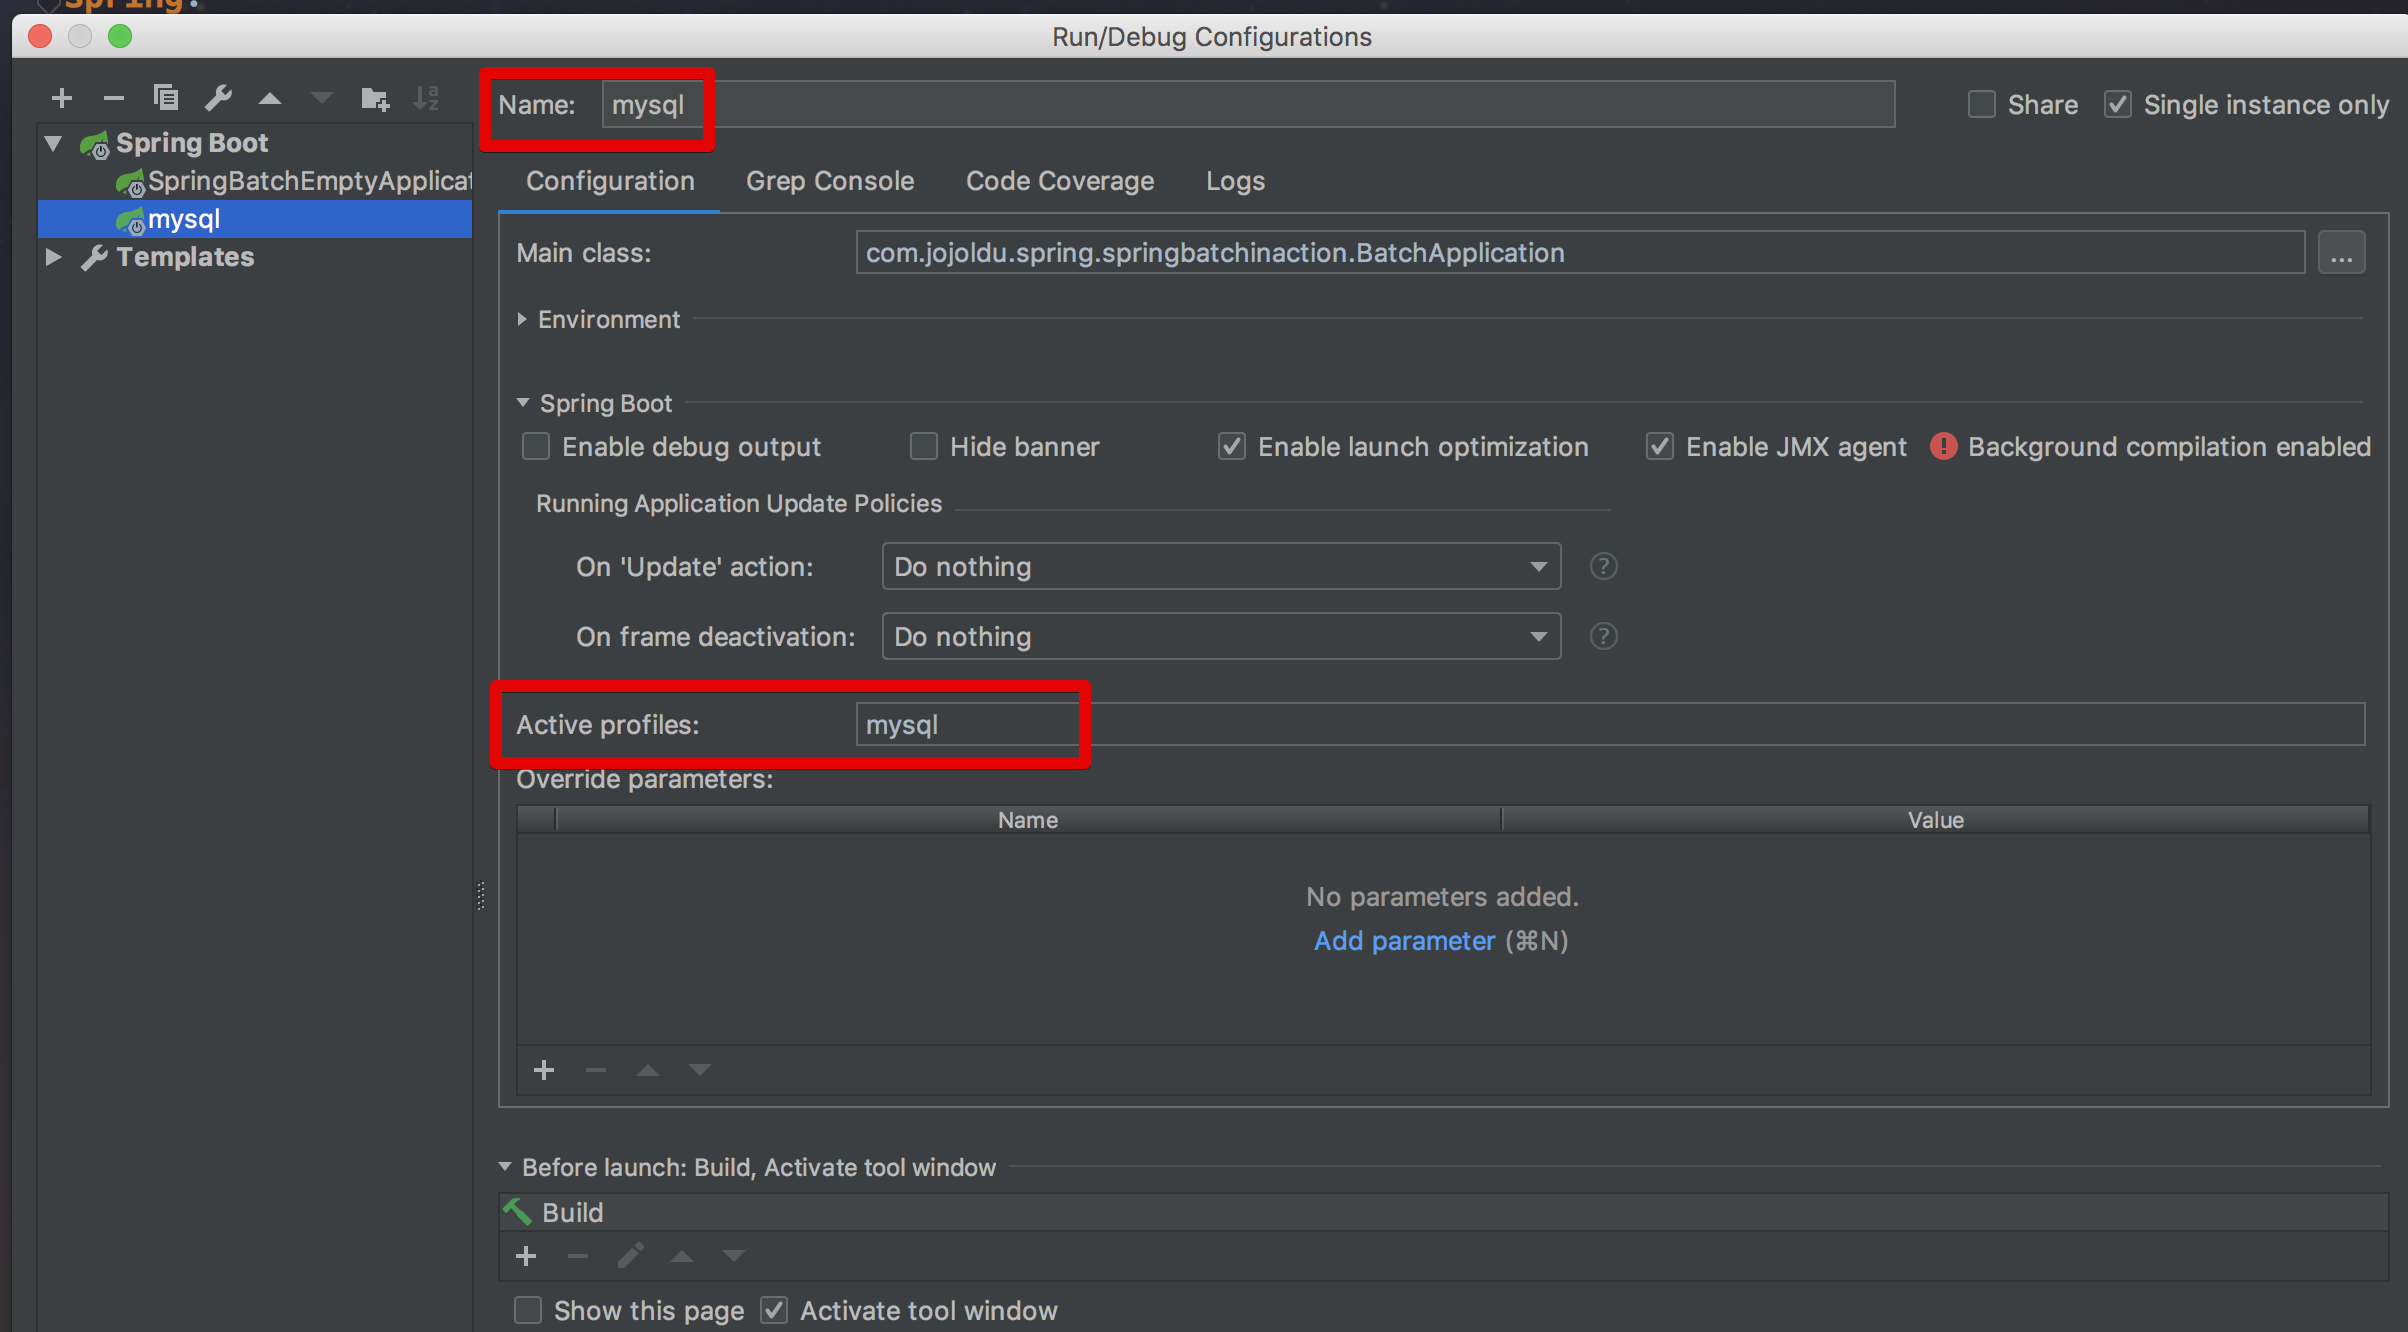 spring:
Run/Debug Configurations
Name: mysql
Share
Single instance only
Spring Boot
SpringBatchEmptyApplicat
mysql
Templates
Configuration Grep Console Code Coverage Logs
Main class: com.jojoldu.spring.springbatchinaction.BatchApplication ...
Environment
Spring Boot
Enable debug output Hide banner Enable launch optimization Enable JMX agent Background compilation enabled
Running Application Update Policies
On 'Update' action: Do nothing ?
On frame deactivation: Do nothing ?
Active profiles: mysql
Override parameters:
Name Value
No parameters added.
Add parameter (⌘N)
Before launch: Build, Activate tool window
Build
Show this page Activate tool window